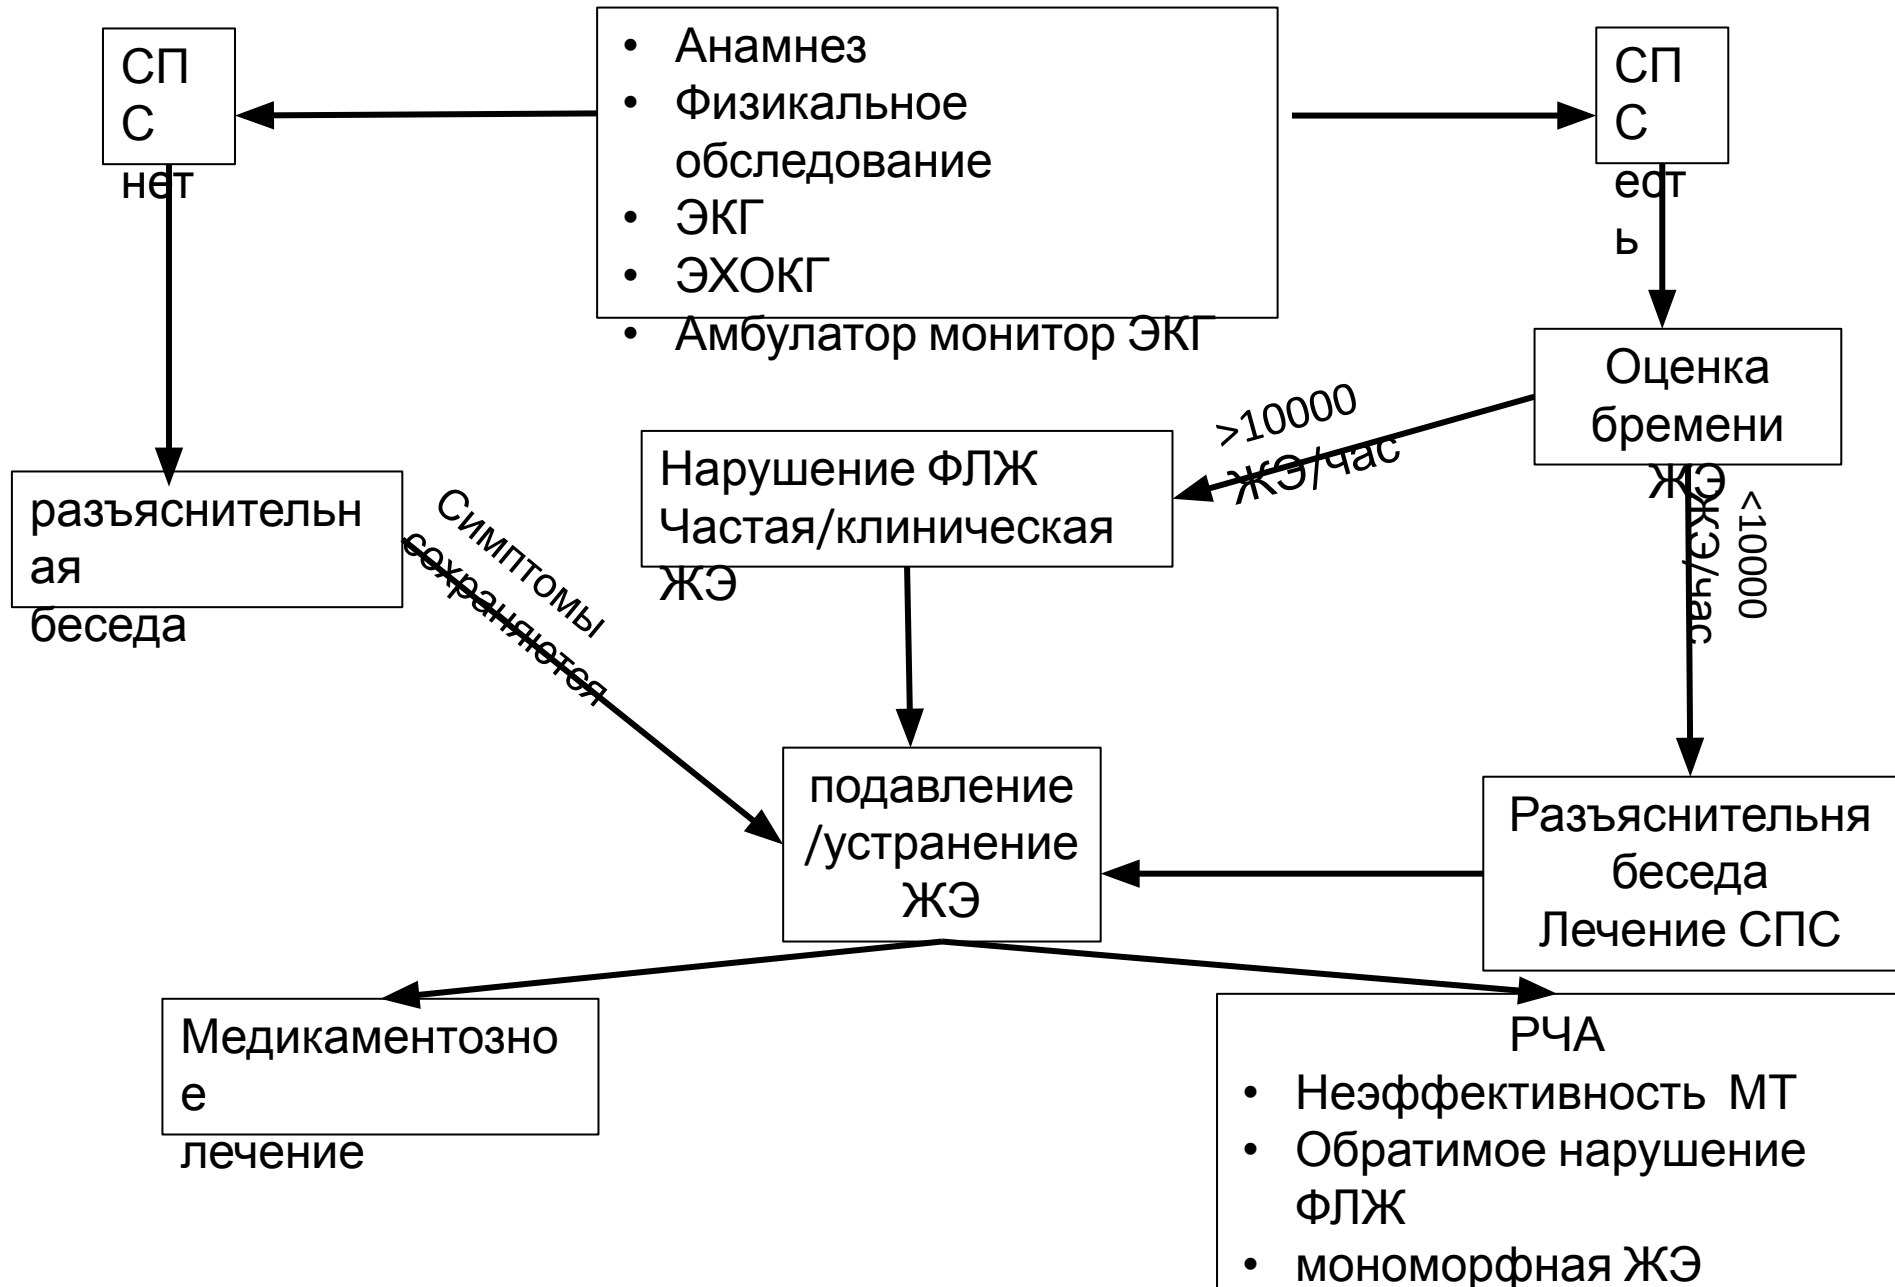 СП
С
нет
• Анамнез
• Физикальное
обследование
• ЭКГ
• ЭХОКГ
• Амбулатор монитор ЭКГ
СП
С
ест
ь
Оценка
бремени
ЖЭ
>10000
ЖЭ/час
<10000
ЖЭ/час
Нарушение ФЛЖ
Частая/клиническая
ЖЭ
разъяснительн
ая
беседа
Симптомы
сохраняются
подавление
/устранение
ЖЭ
Разъяснительня
беседа
Лечение СПС
Медикаментозно
е
лечение
РЧА
• Неэффективность МТ
• Обратимое нарушение
ФЛЖ
• мономорфная ЖЭ